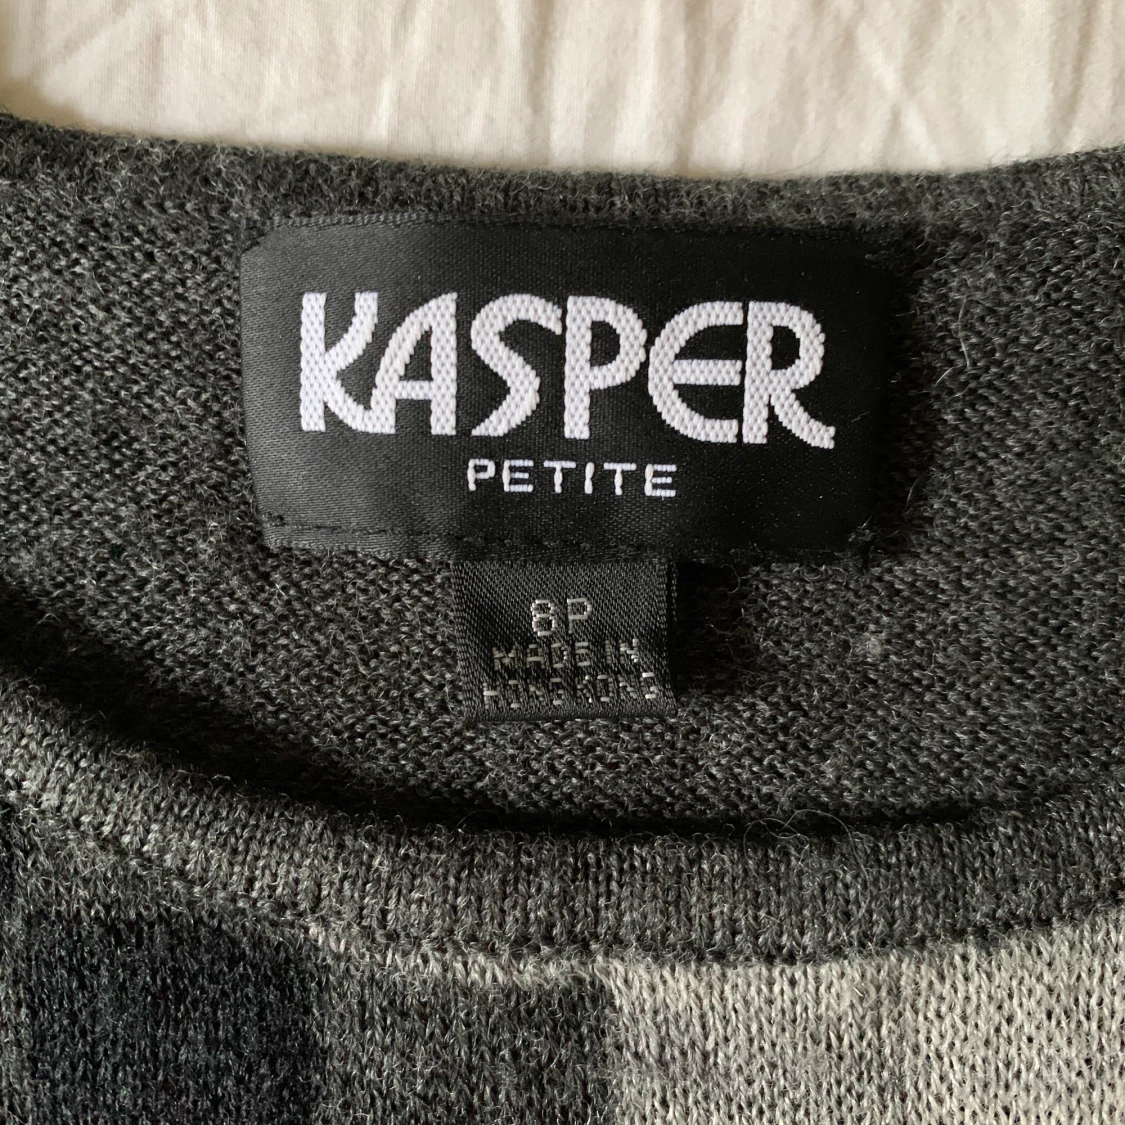 KASPER
PETITE
8P
MADE IN
HONG KONG